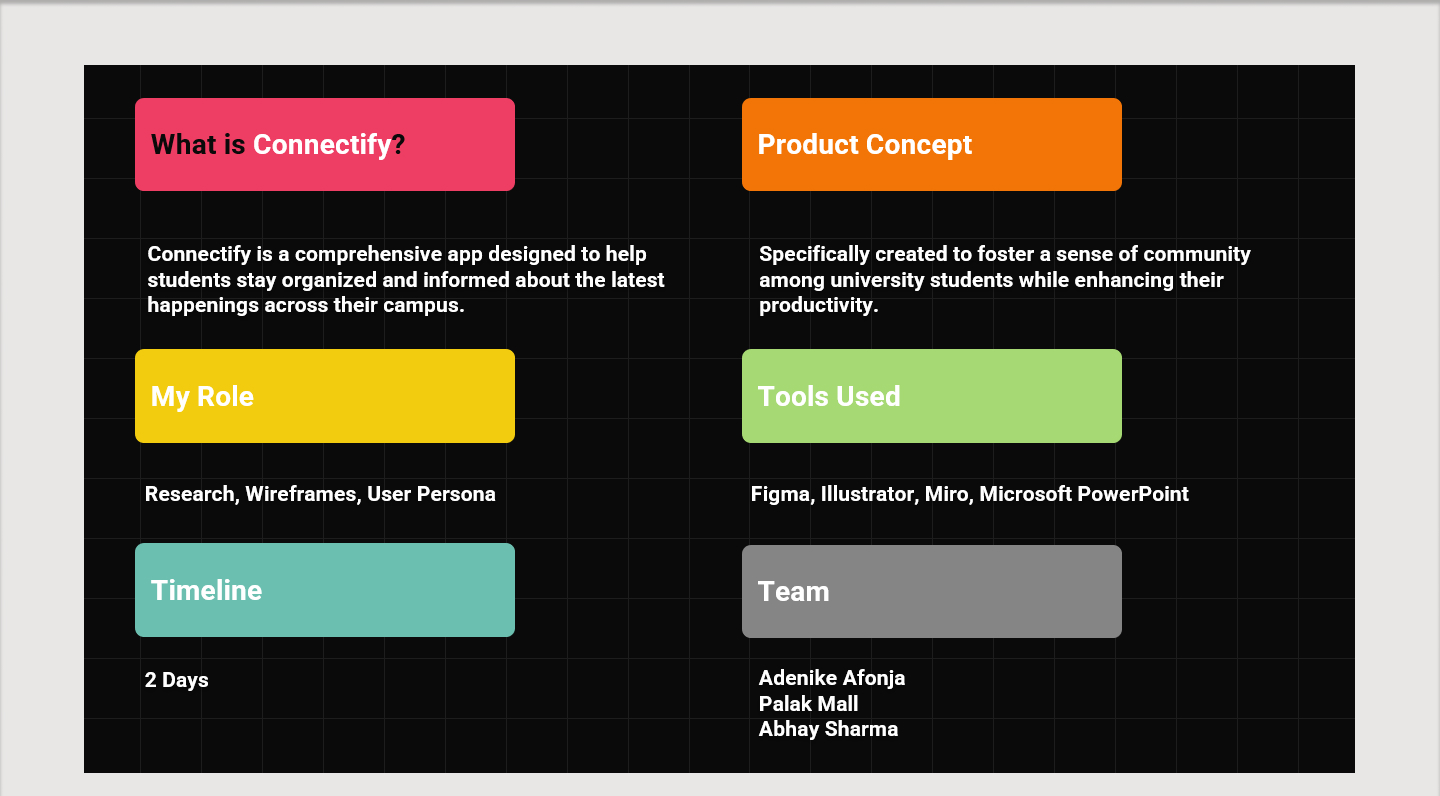 What is Connectify?
Connectify is a comprehensive app designed to help
students stay organized and informed about the latest
happenings across their campus.
Product Concept
Specifically created to foster a sense of community
among university students while enhancing their
productivity.
My Role
Research, Wireframes, User Persona
Tools Used
Figma, Illustrator, Miro, Microsoft PowerPoint
Timeline
2 Days
Team
Adenike Afonja
Palak Mall
Abhay Sharma